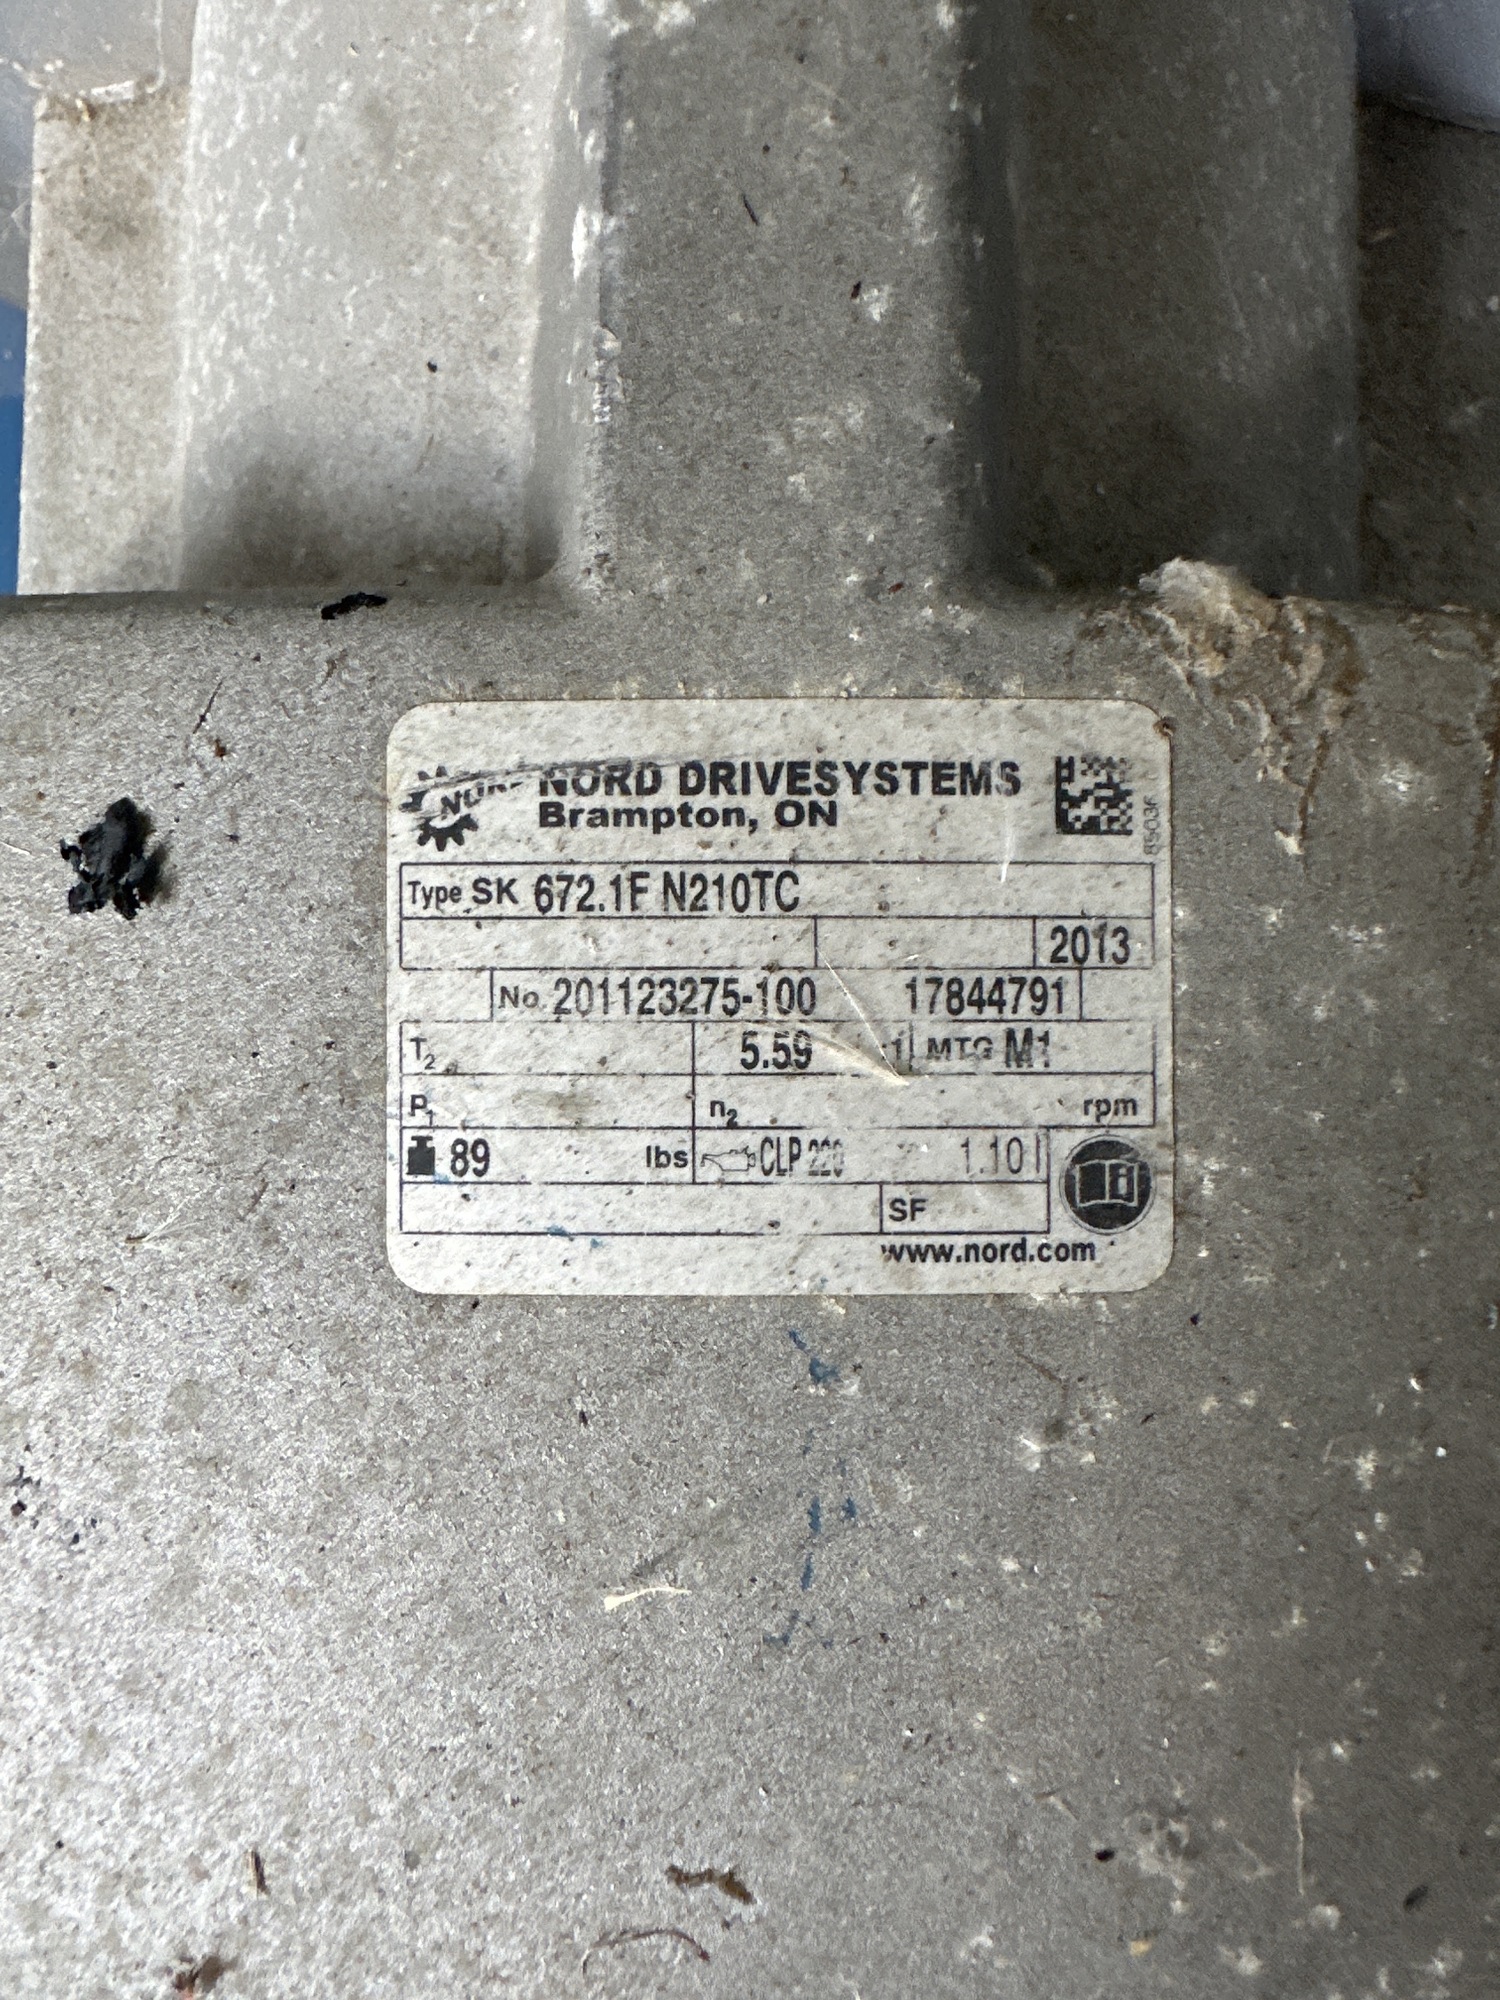 NORD DRIVESYSTEMS
Brampton, ON
Type SK 672.1F N210TC
2013
No. 201123275-100 17844791
T2 5.59 :1 MTG M1
P1 n2 rpm
89 lbs CLP 220 1.10 l
SF
www.nord.com